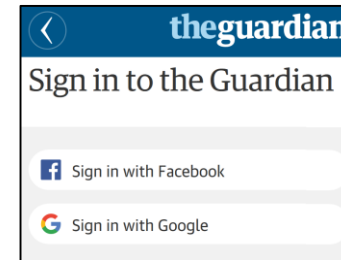 theguardian
Sign in to the Guardian
Sign in with Facebook
Sign in with Google